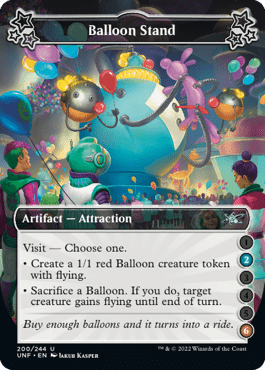 Balloon Stand
Artifact — Attraction
Visit — Choose one.
• Create a 1/1 red Balloon creature token
with flying.
• Sacrifice a Balloon. If you do, target
creature gains flying until end of turn.
Buy enough balloons and it turns into a ride.
1
2
3
4
5
6
200/244 U
UNF • EN Jakub Kasper
™ & © 2022 Wizards of the Coast